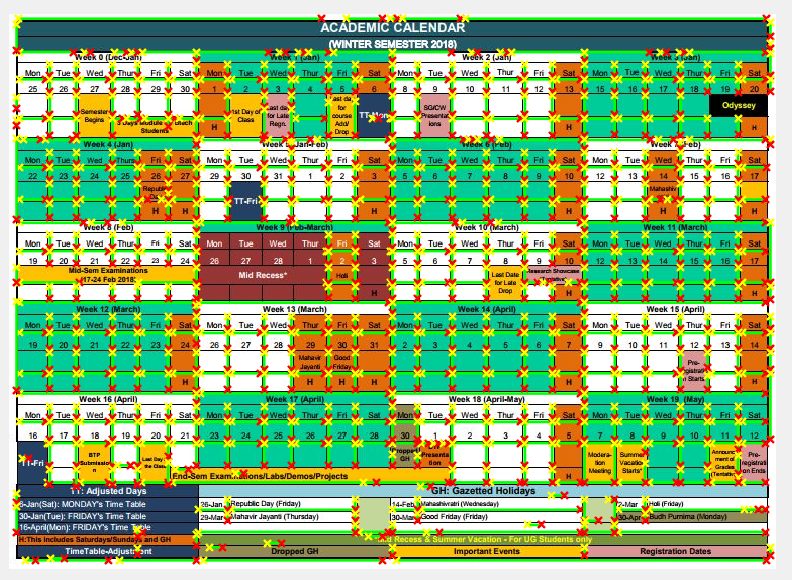 ACADEMIC CALENDAR
(WINTER SEMESTER 2018)
Week 0 (Dec-Jan) Week 1 (Jan) Week 2 (Jan) Week 3 (Jan)
Mon Tue Wed Thur Fri Sat Mon Tue Wed Thur Fri Sat Mon Tue Wed Thur Fri Sat Mon Tue Wed Thur Fri Sat
25 26 27 28 29 30 1 2 3 4 5 6 8 9 10 11 12 13 15 16 17 18 19 20
Semester Begins 1st Day of Class Last day for Late Regn. Last day for course Add/ Drop TT-Mon SG/CW Presentat ions Odyssey
Students H H H
Week 4 (Jan) Week 5 (Jan-Feb) Week 6 (Feb) Week 7 (Feb)
Mon Tue Wed Thur Fri Sat Mon Tue Wed Thur Fri Sat Mon Tue Wed Thur Fri Sat Mon Tue Wed Thur Fri Sat
22 23 24 25 26 27 29 30 31 1 2 3 5 6 7 8 9 10 12 13 14 15 16 17
TT-Fri
H H H H H H
Week 8 (Feb) Week 9 (Feb-March) Week 10 (March) Week 11 (March)
Mon Tue Wed Thur Fri Sat Mon Tue Wed Thur Fri Sat Mon Tue Wed Thur Fri Sat Mon Tue Wed Thur Fri Sat
19 20 21 22 23 24 26 27 28 1 2 3 5 6 7 8 9 10 12 13 14 15 16 17
Mid-Sem Examinations (17-24 Feb 2018) Mid Recess* Holi Last Date for Late Drop Research Showcase "Tentative"
H H
Week 12 (March) Week 13 (March) Week 14 (April) Week 15 (April)
Mon Tue Wed Thur Fri Sat Mon Tue Wed Thur Fri Sat Mon Tue Wed Thur Fri Sat Mon Tue Wed Thur Fri Sat
19 20 21 22 23 24 26 27 28 29 30 31 2 3 4 5 6 7 9 10 11 12 13 14
Mahavir Jayanti Good Friday Pre-registrati on Starts
H H H H H H
Week 16 (April) Week 17 (April) Week 18 (April-May) Week 19 (May)
Mon Tue Wed Thur Fri Sat Mon Tue Wed Thur Fri Sat Mon Tue Wed Thur Fri Sat Mon Tue Wed Thur Fri Sat
16 17 18 19 20 21 23 24 25 26 27 28 30 1 2 3 4 5 7 8 9 10 11 12
TT-Fri BTP Submissio n Dropped GH Modera-tion Meeting Summer Vacation Starts* Pre-registrati on Ends
H
End-Sem Examinations/Labs/Demos/Projects
TT: Adjusted Days GH: Gazetted Holidays
6-Jan(Sat): MONDAY's Time Table 26-Jan Republic Day (Friday) 14-Feb Maheshivratri (Wednesday) 2-Mar Holi (Friday)
30-Jan(Tue): FRIDAY's Time Table 29-Mar Mahavir Jayanti (Thursday) 30-Mar Good Friday (Friday) 30-Apr Budh Purnima (Monday)
16-April(Mon): FRIDAY's Time Table
H:This includes Saturdays/Sundays and GH *Mid Recess & Summer Vacation - For UG Students only
TimeTable-Adjustment Dropped GH Important Events Registration Dates